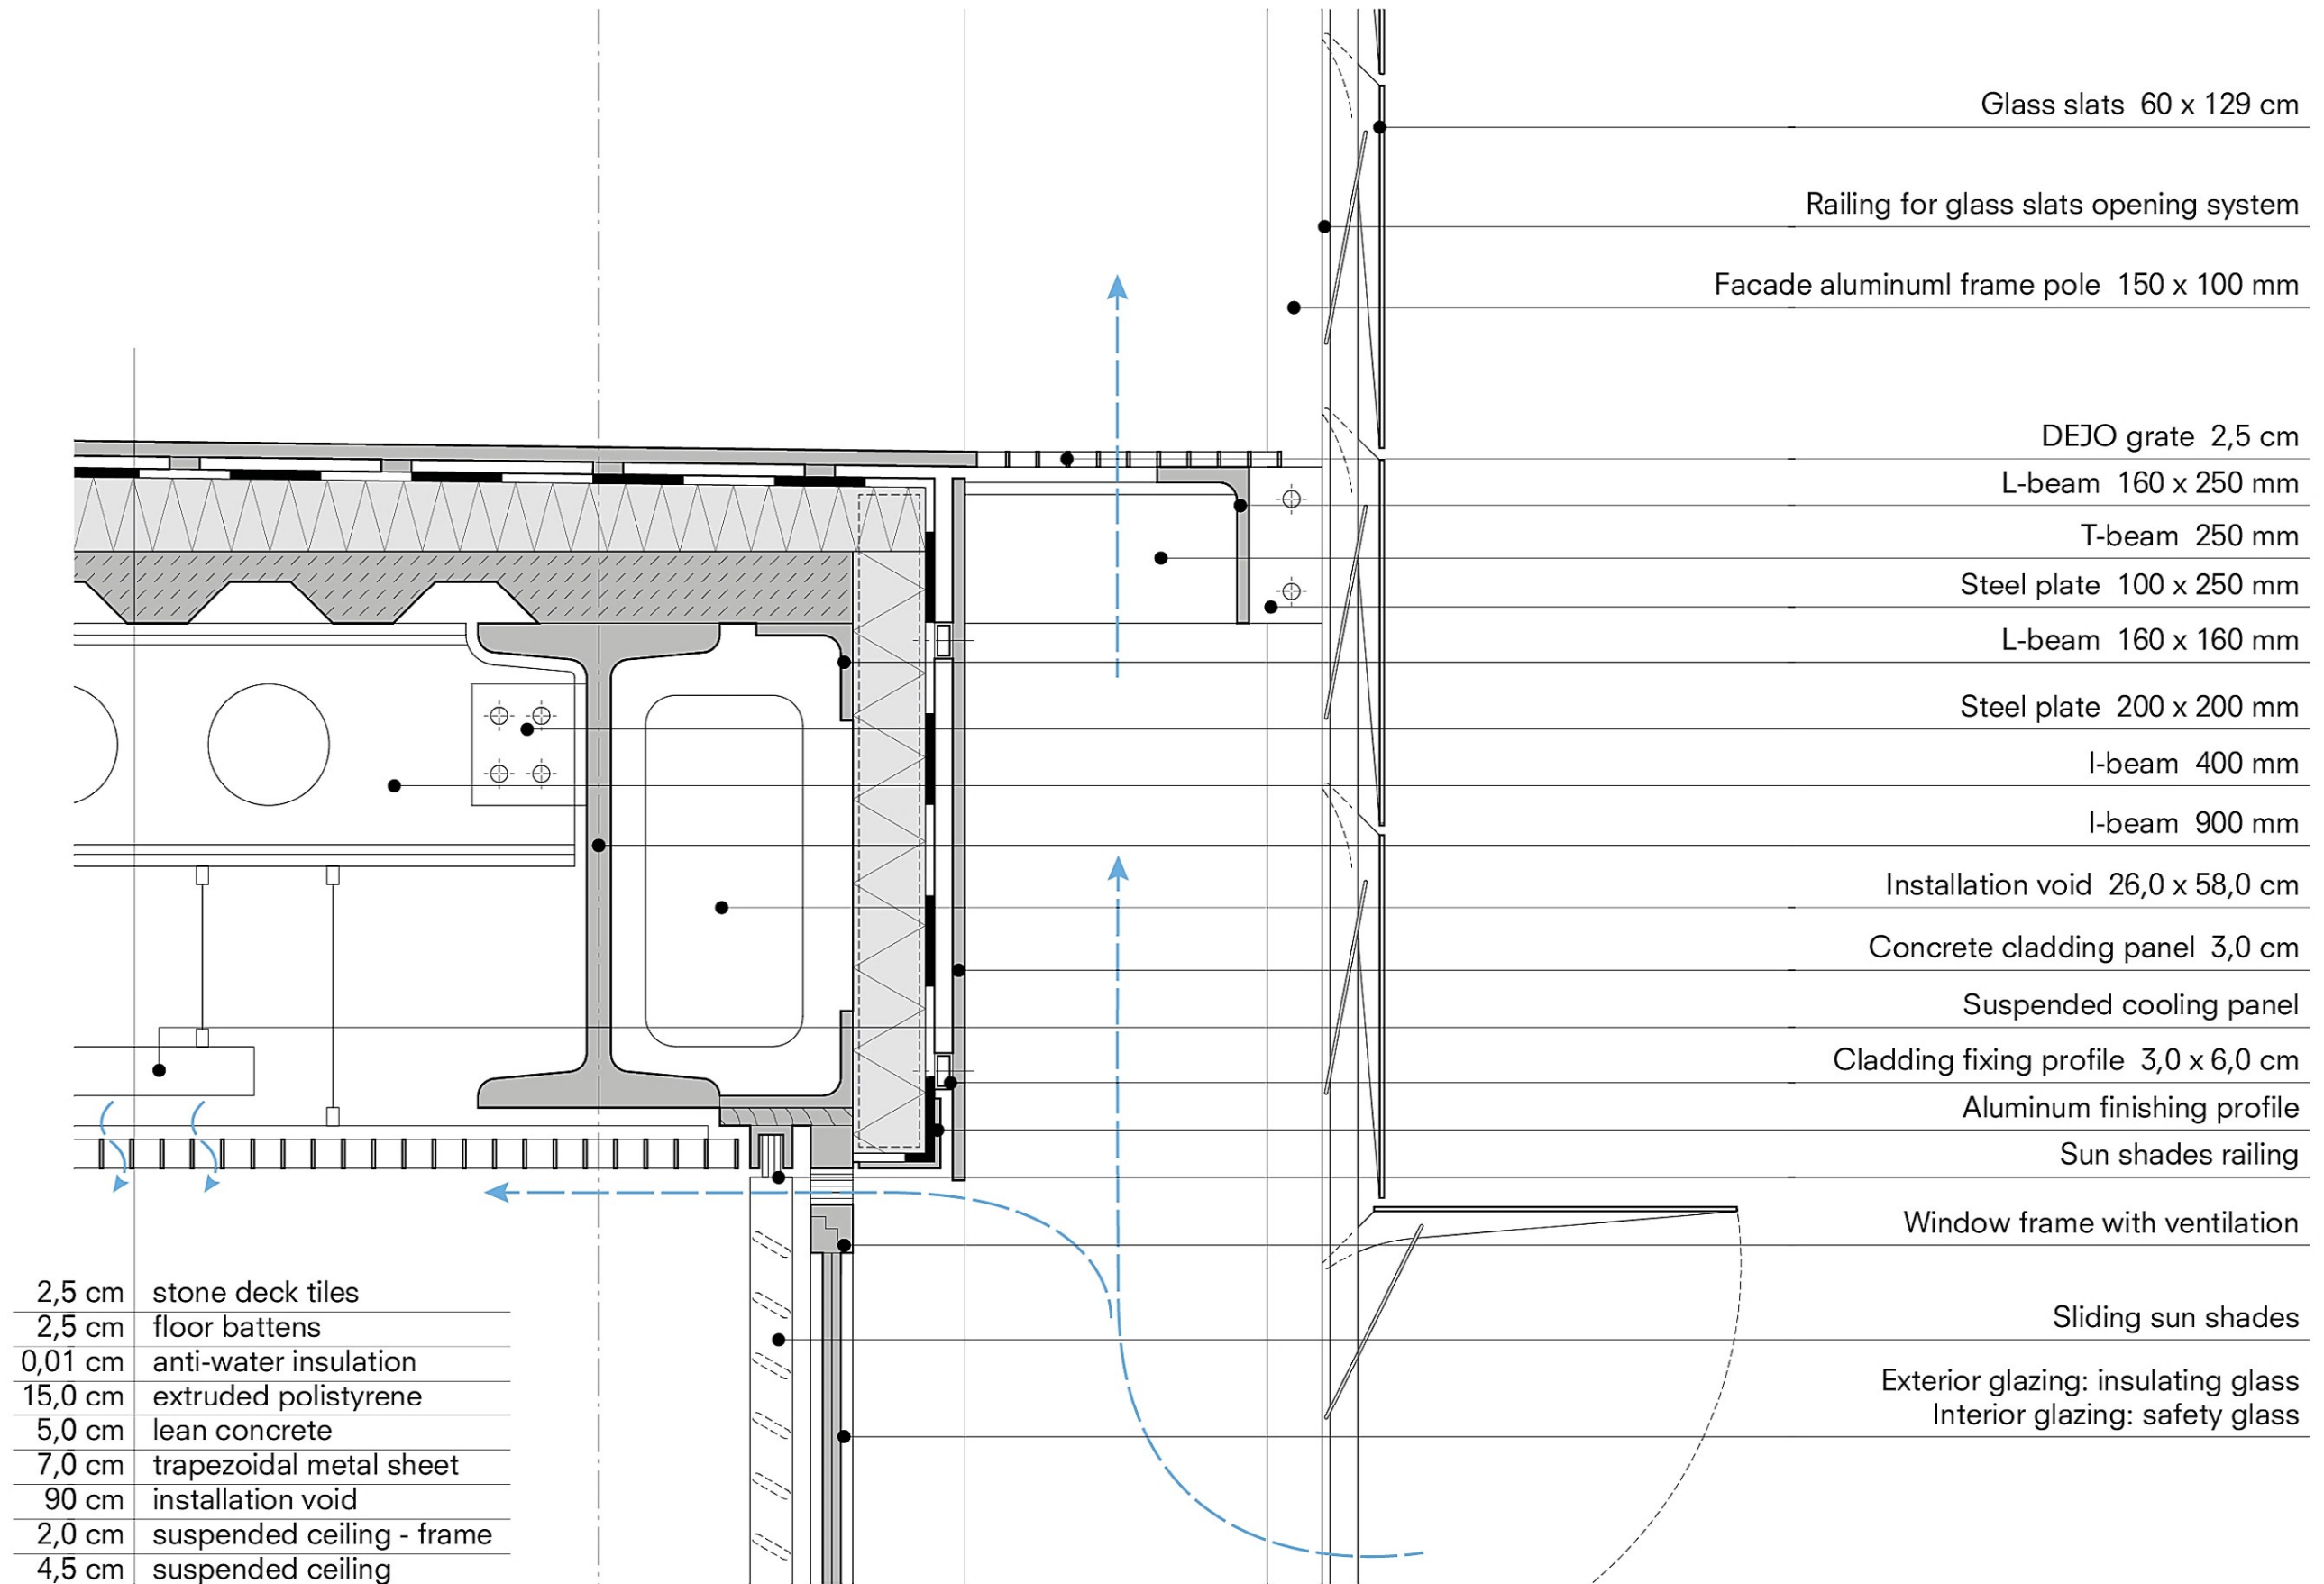 Glass slats 60 x 129 cm
Railing for glass slats opening system
Facade aluminuml frame pole 150 x 100 mm
DEJO grate 2,5 cm
L-beam 160 x 250 mm
T-beam 250 mm
Steel plate 100 x 250 mm
L-beam 160 x 160 mm
Steel plate 200 x 200 mm
I-beam 400 mm
I-beam 900 mm
Installation void 26,0 x 58,0 cm
Concrete cladding panel 3,0 cm
Suspended cooling panel
Cladding fixing profile 3,0 x 6,0 cm
Aluminum finishing profile
Sun shades railing
Window frame with ventilation
Sliding sun shades
Exterior glazing: insulating glass
Interior glazing: safety glass
2,5 cm stone deck tiles
2,5 cm floor battens
0,01 cm anti-water insulation
15,0 cm extruded polistyrene
5,0 cm lean concrete
7,0 cm trapezoidal metal sheet
90 cm installation void
2,0 cm suspended ceiling - frame
4,5 cm suspended ceiling